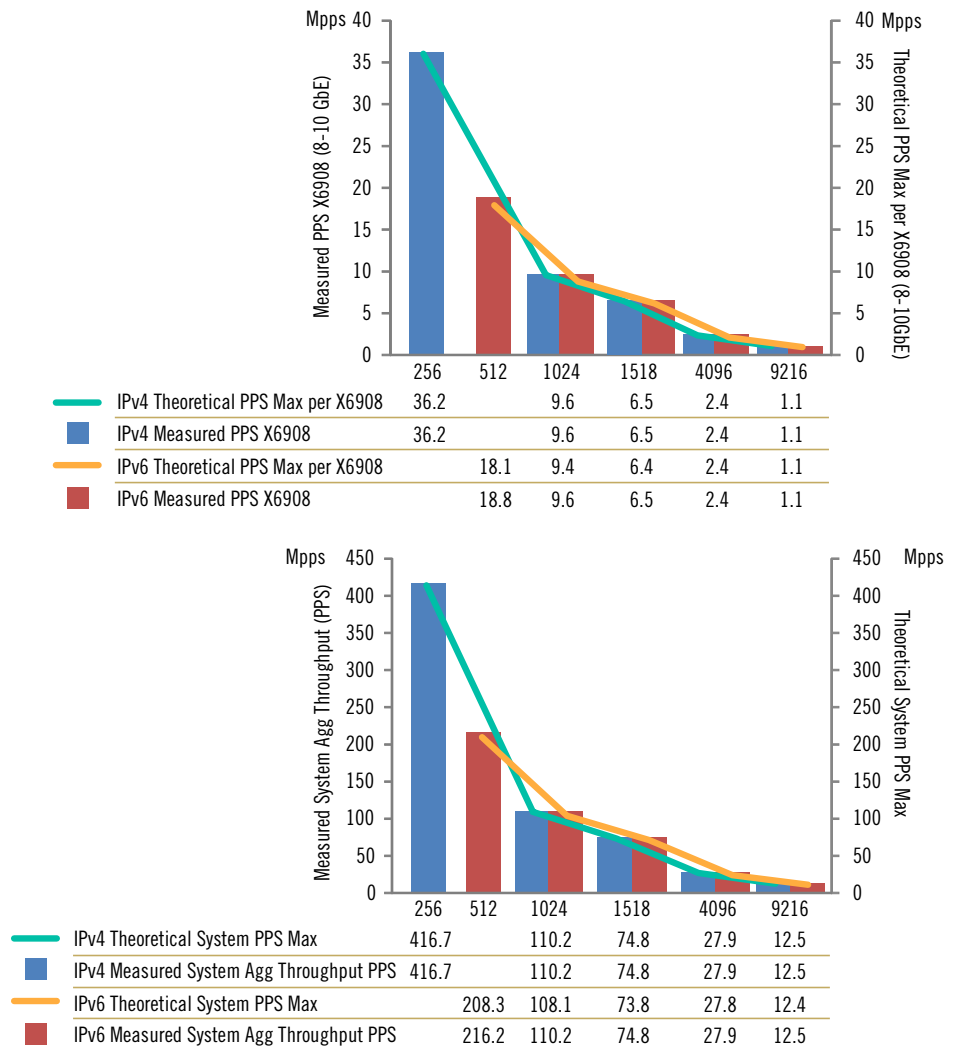 Mpps 40 40 Mpps
35 35
30 30
25 25
20 20
15 15
10 10
5 5
0 0
Measured PPS X6908 (8-10 GbE)
Theoretical PPS Max per X6908 (8-10GbE)
256 512 1024 1518 4096 9216
IPv4 Theoretical PPS Max per X6908 36.2 9.6 6.5 2.4 1.1
IPv4 Measured PPS X6908 36.2 9.6 6.5 2.4 1.1
IPv6 Theoretical PPS Max per X6908 18.1 9.4 6.4 2.4 1.1
IPv6 Measured PPS X6908 18.8 9.6 6.5 2.4 1.1
Mpps 450 450 Mpps
400 400
350 350
300 300
250 250
200 200
150 150
100 100
50 50
0 0
Measured System Agg Throughput (PPS)
Theoretical System PPS Max
256 512 1024 1518 4096 9216
IPv4 Theoretical System PPS Max 416.7 110.2 74.8 27.9 12.5
IPv4 Measured System Agg Throughput PPS 416.7 110.2 74.8 27.9 12.5
IPv6 Theoretical System PPS Max 208.3 108.1 73.8 27.8 12.4
IPv6 Measured System Agg Throughput PPS 216.2 110.2 74.8 27.9 12.5